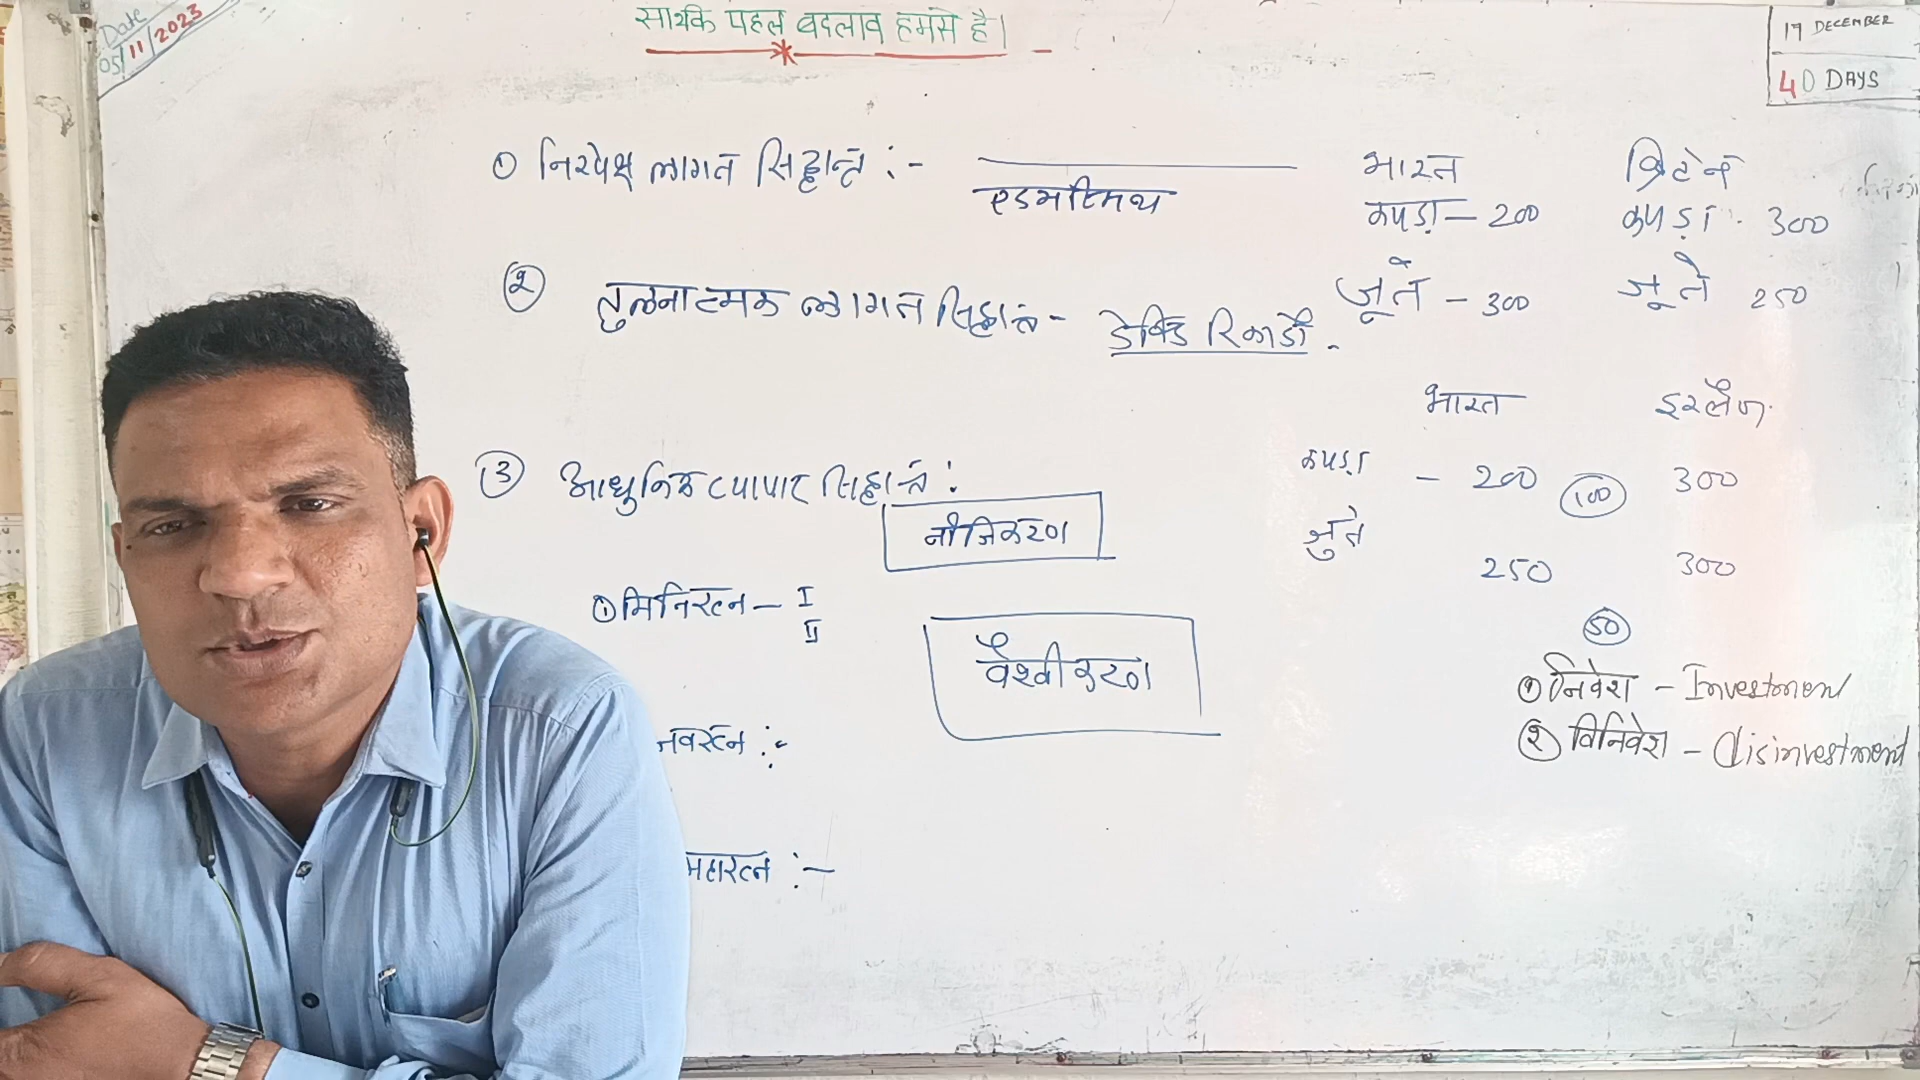 Date
05/11/2023
सार्थक पहल बदलाव हमसे है।
17 DECEMBER
40 DAYS
① निरपेक्ष लागत सिद्धान्त :-
एडमस्मिथ
भारत ब्रिटेन
कपड़ा - 200 कपड़ा - 300
जूते - 300 जूते 250
② तुलनात्मक लागत सिद्धांत - डेविड रिकार्डो -
भारत इंग्लैण्ड
कपड़ा - 200 (100) 300
जुते 250 300
(50)
③ आधुनिक व्यापार सिद्धान्त :
नीजिकरण
① मिनिरत्न - I
II
वैश्वीकरण
① निवेश - Investment
② विनिवेश - disinvestment
नवरत्न :-
महारत्न :-